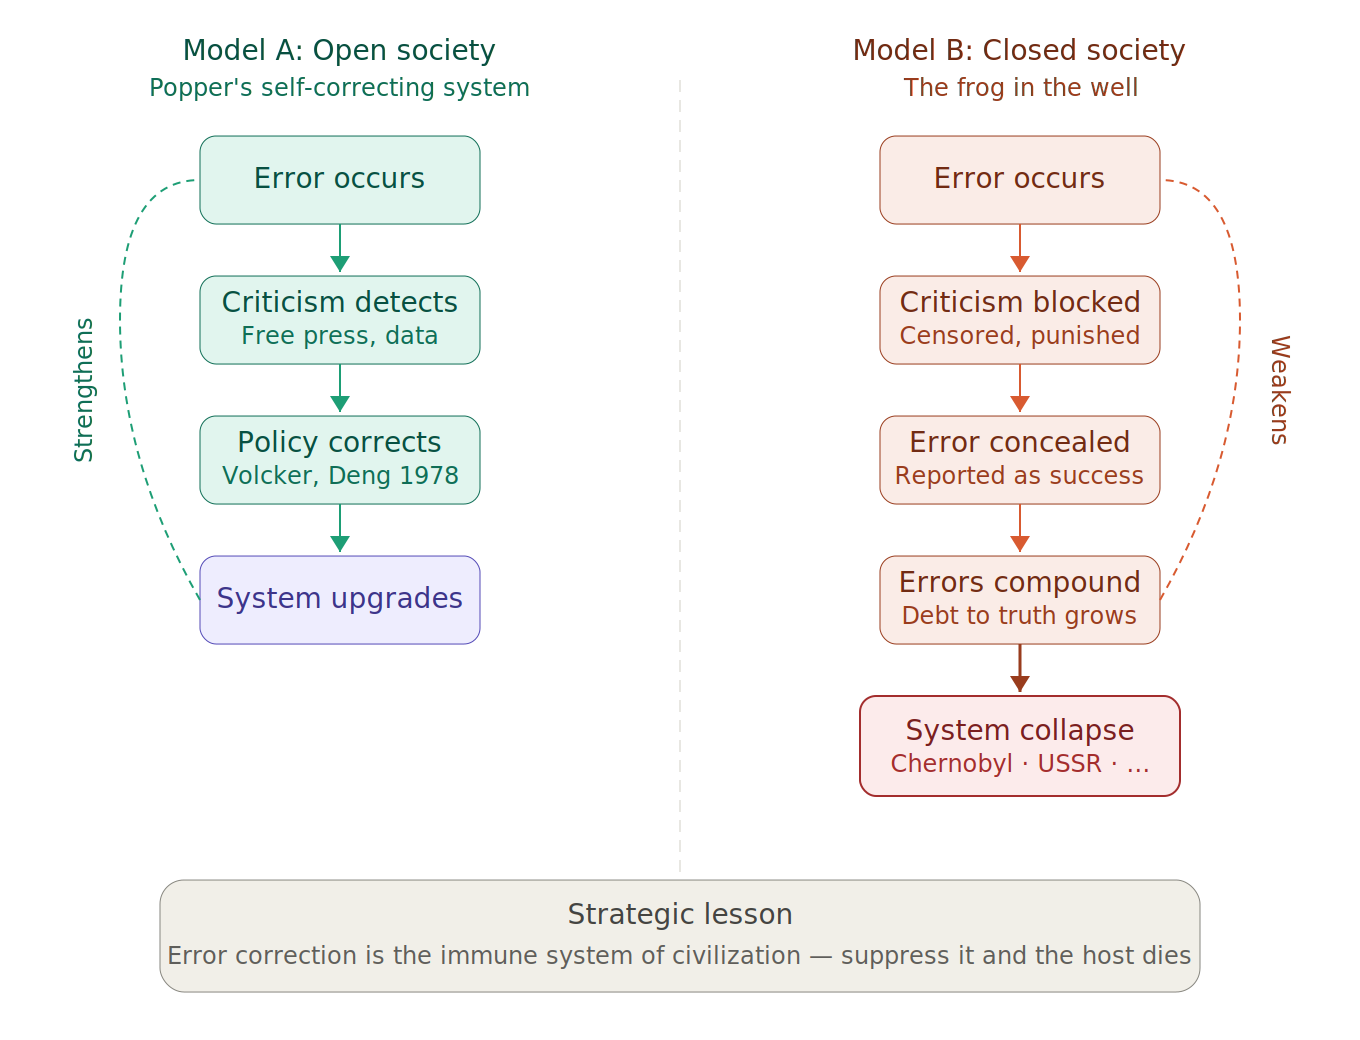 Model A: Open society
Popper's self-correcting system
Error occurs
Criticism detects
Free press, data
Policy corrects
Volcker, Deng 1978
System upgrades
Strengthens
Model B: Closed society
The frog in the well
Error occurs
Criticism blocked
Censored, punished
Error concealed
Reported as success
Errors compound
Debt to truth grows
System collapse
Chernobyl · USSR · ...
Weakens
Strategic lesson
Error correction is the immune system of civilization — suppress it and the host dies